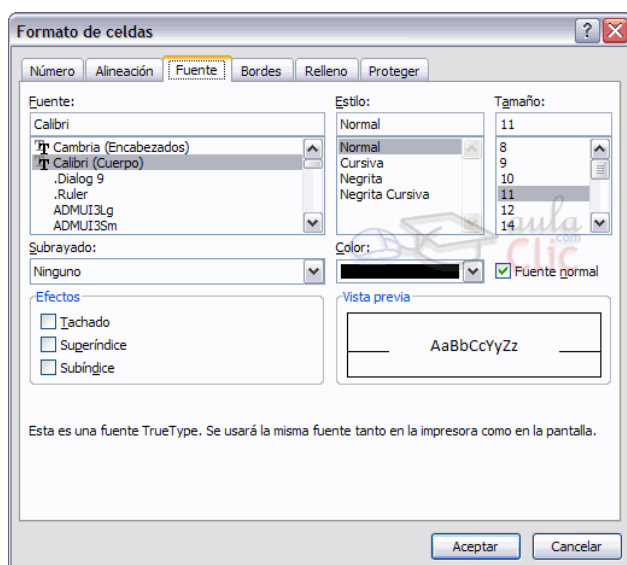 Formato de celdas
Número Alineación Fuente Bordes Relleno Proteger
Fuente: Estilo: Tamaño:
Calibri Normal 11
Cambria (Encabezados) Normal 8
Calibri (Cuerpo) Cursiva 9
.Dialog 9 Negrita 10
.Ruler Negrita Cursiva 11
ADMUI3Lg 12
ADMUI3Sm 14
aula
.com
Clic
Subrayado: Color:
Ninguno Fuente normal
Efectos Vista previa
Tachado
Superíndice AaBbCcYyZz
Subíndice
Esta es una fuente TrueType. Se usará la misma fuente tanto en la impresora como en la pantalla.
Aceptar Cancelar